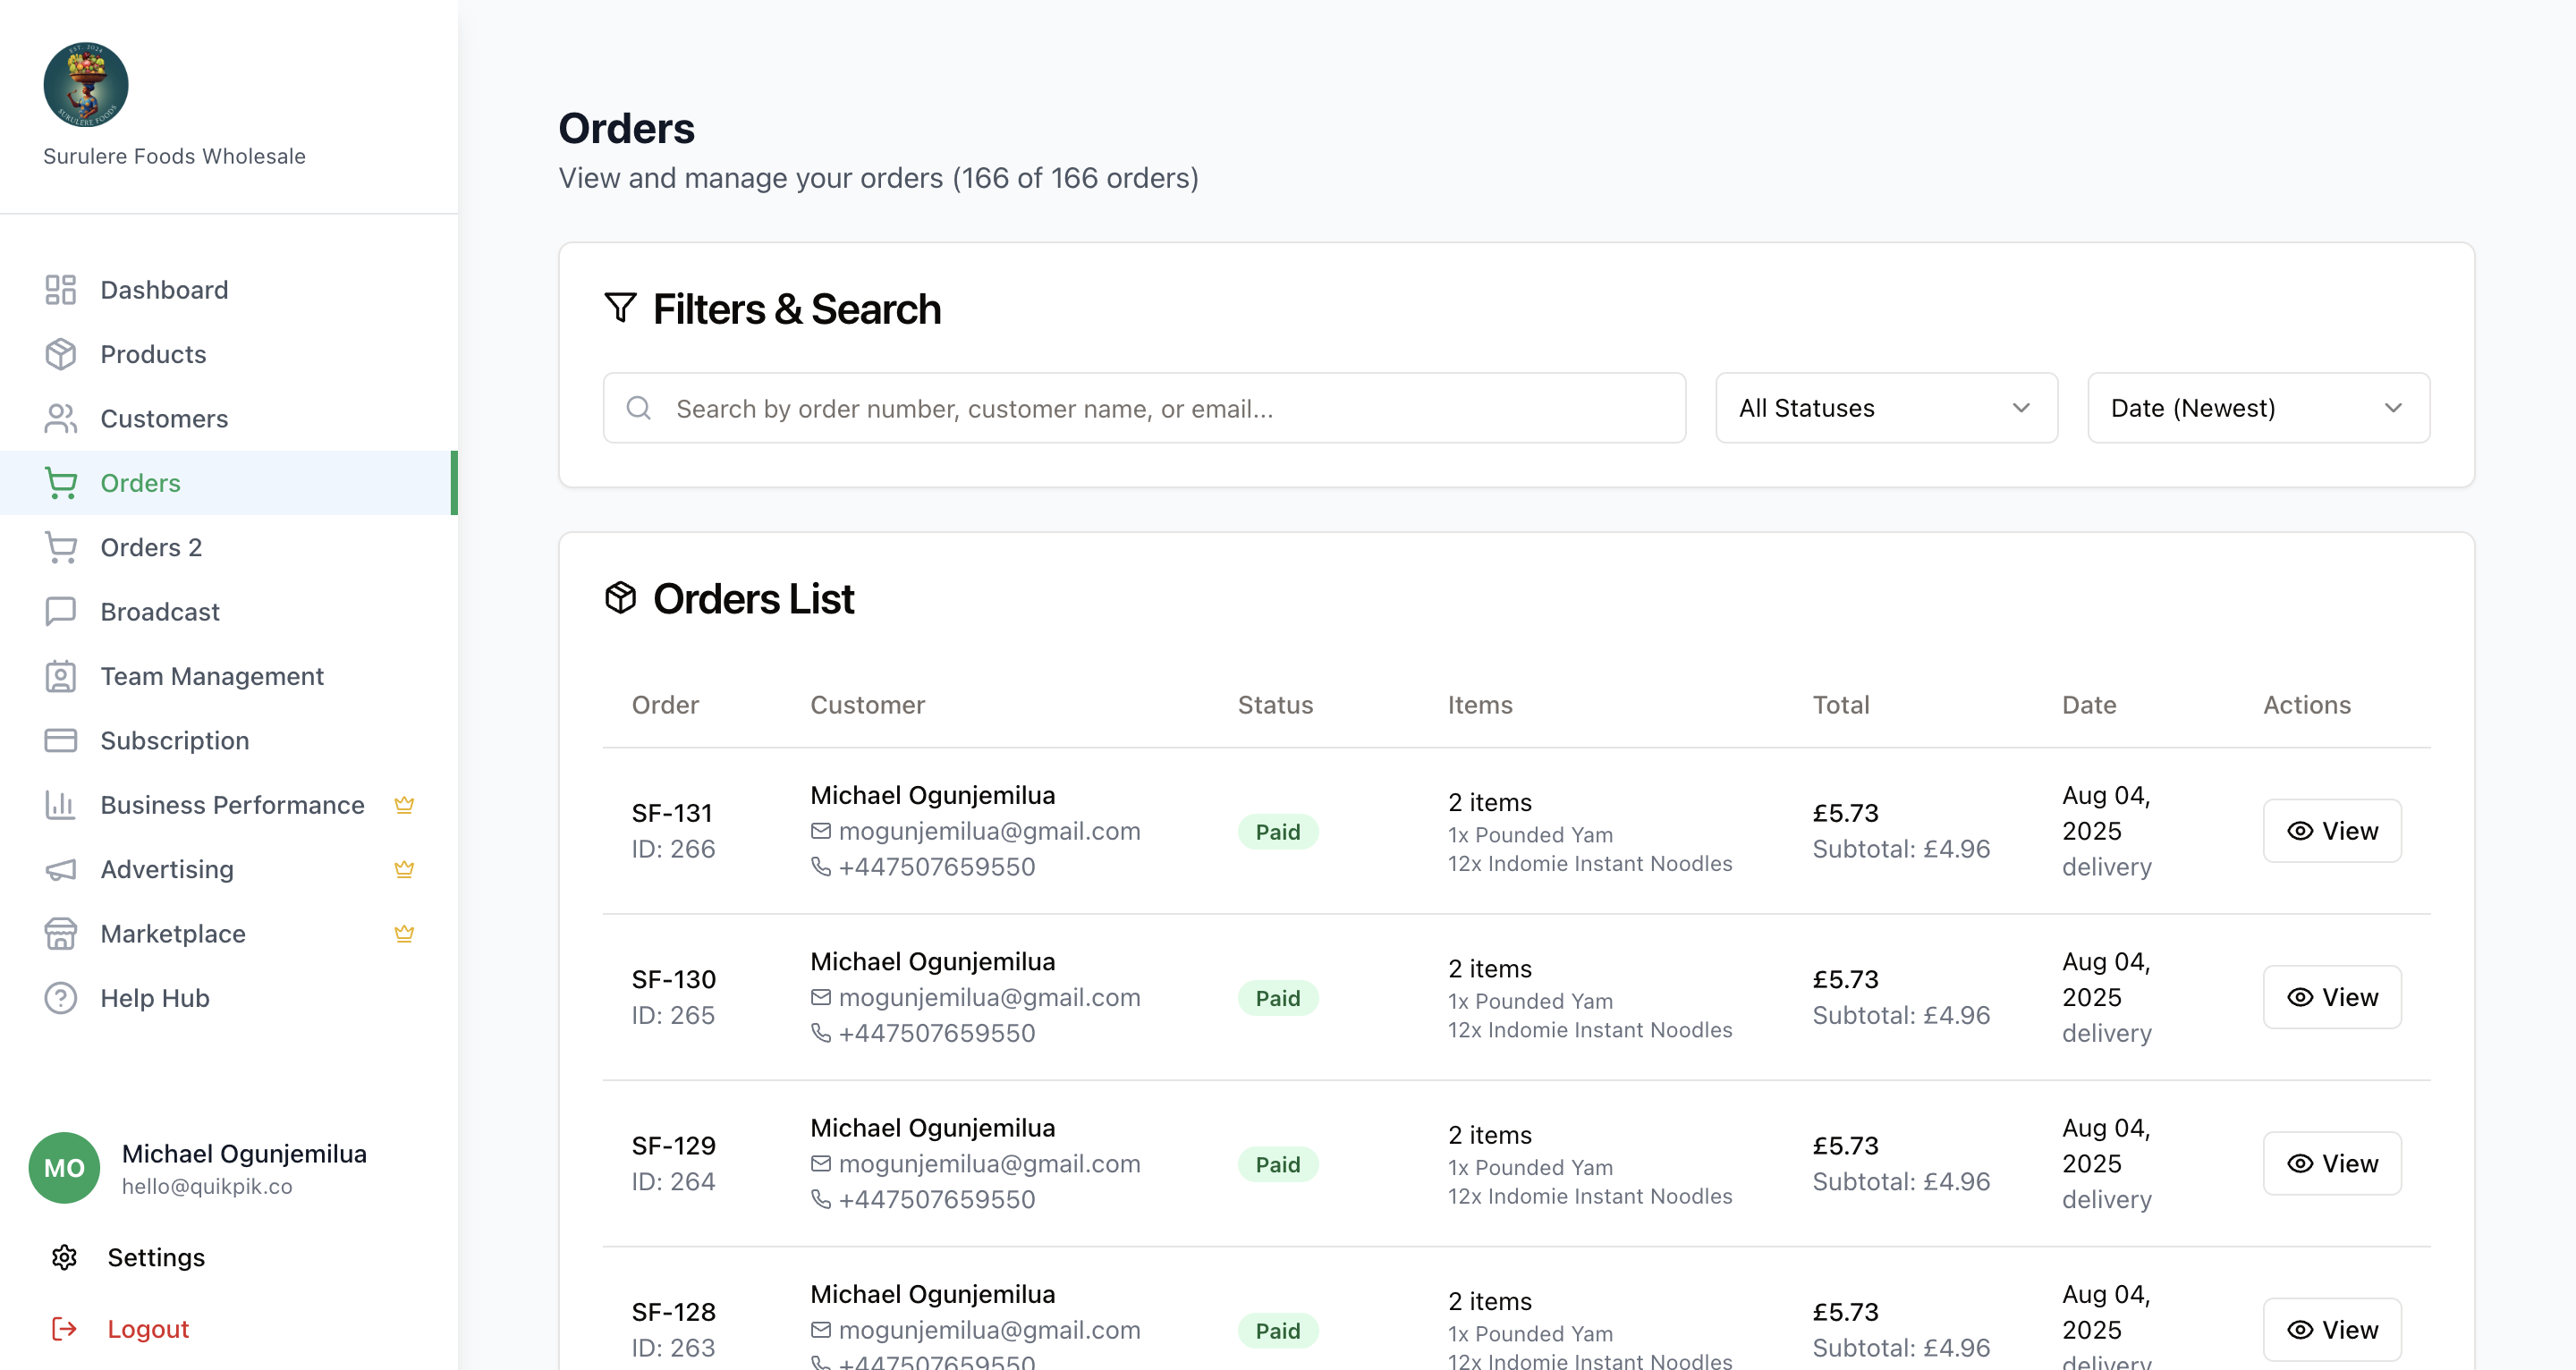 EST. 2024
SURULERE FOODS
Surulere Foods Wholesale
Dashboard
Products
Customers
Orders
Orders 2
Broadcast
Team Management
Subscription
Business Performance
Advertising
Marketplace
Help Hub
MO
Michael Ogunjemilua
hello@quikpik.co
Settings
Logout
Orders
View and manage your orders (166 of 166 orders)
Filters & Search
Search by order number, customer name, or email...
All Statuses
Date (Newest)
Orders List
Order Customer Status Items Total Date Actions
SF-131
ID: 266
Michael Ogunjemilua
mogunjemilua@gmail.com
+447507659550
Paid
2 items
1x Pounded Yam
12x Indomie Instant Noodles
£5.73
Subtotal: £4.96
Aug 04,
2025
delivery
View
SF-130
ID: 265
Michael Ogunjemilua
mogunjemilua@gmail.com
+447507659550
Paid
2 items
1x Pounded Yam
12x Indomie Instant Noodles
£5.73
Subtotal: £4.96
Aug 04,
2025
delivery
View
SF-129
ID: 264
Michael Ogunjemilua
mogunjemilua@gmail.com
+447507659550
Paid
2 items
1x Pounded Yam
12x Indomie Instant Noodles
£5.73
Subtotal: £4.96
Aug 04,
2025
delivery
View
SF-128
ID: 263
Michael Ogunjemilua
mogunjemilua@gmail.com
+447507659550
Paid
2 items
1x Pounded Yam
12x Indomie Instant Noodles
£5.73
Subtotal: £4.96
Aug 04,
2025
delivery
View